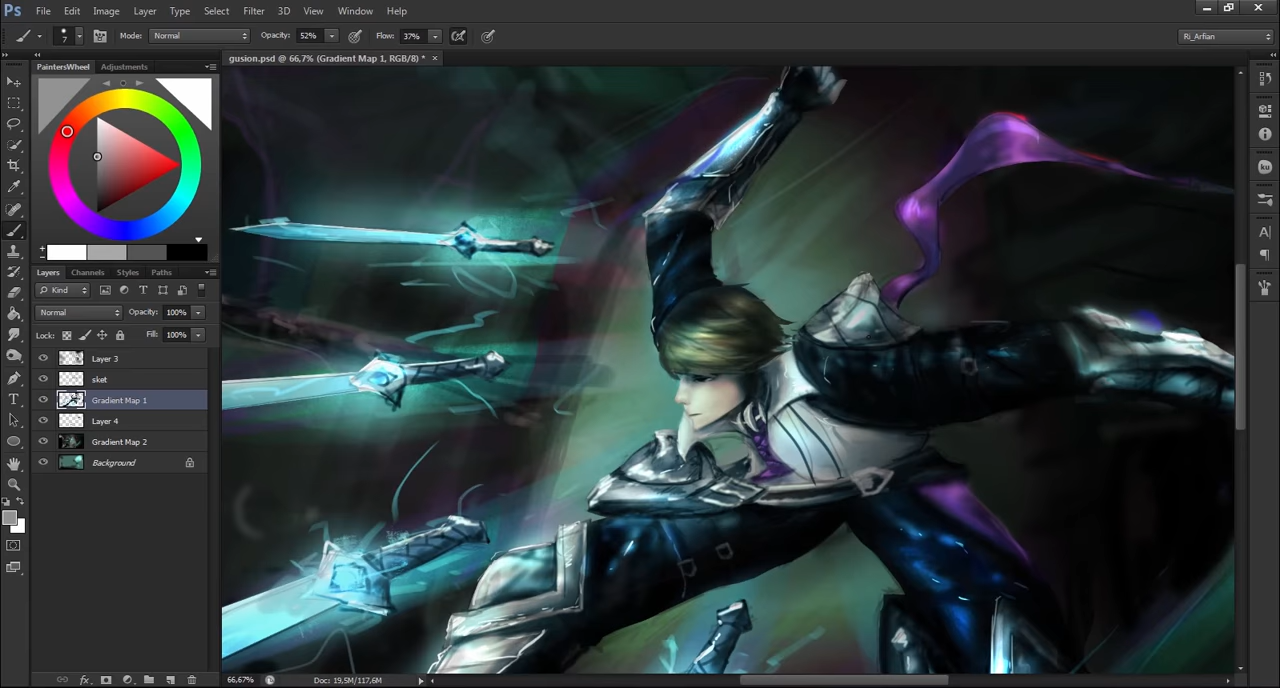 Ps File Edit Image Layer Type Select Filter 3D View Window Help
7 Mode: Normal Opacity: 52% Flow: 37% Ri_Arfian
gusion.psd @ 66,7% (Gradient Map 1, RGB/8) * ×
PaintersWheel Adjustments
Layers Channels Styles Paths
Kind
Normal Opacity: 100%
Lock: Fill: 100%
Layer 3
sket
Gradient Map 1
Layer 4
Gradient Map 2
Background
fx
66,67% Doc: 19,5M/117,6M
ku
A